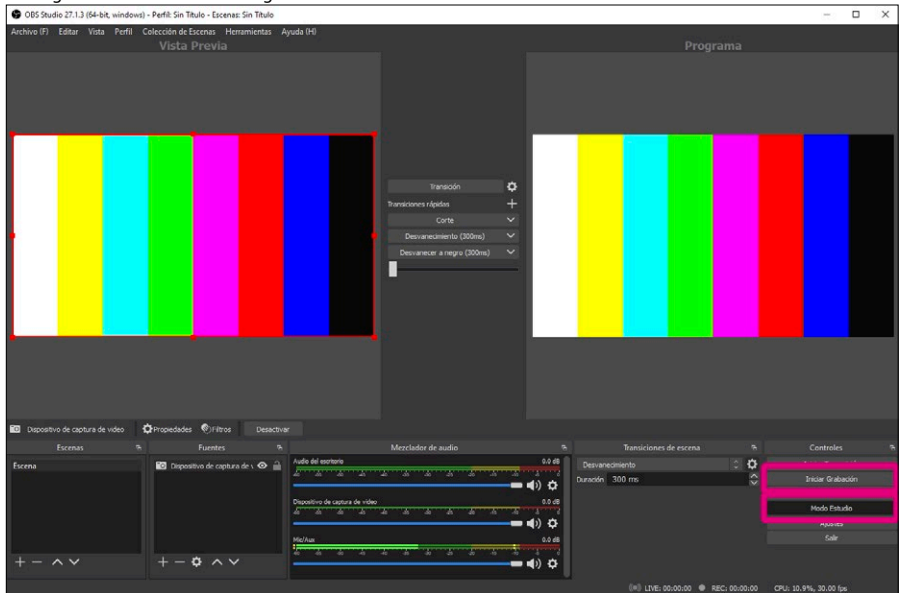 OBS Studio 27.1.3 (64-bit, windows) - Perfil: Sin Título - Escenas: Sin Título
Archivo (F) Editar Vista Perfil Colección de Escenas Herramientas Ayuda (H)
Vista Previa
Programa
Transición
Transiciones rápidas
Corte
Desvanecimiento (300ms)
Desvanecer a negro (300ms)
Dispositivo de captura de video Propiedades Filtros Desactivar
Escenas
Escena
Fuentes
Dispositivo de captura de v
Mezclador de audio
Audio del escritorio 0.0 dB
Dispositivo de captura de video 0.0 dB
Mic/Aux 0.0 dB
Transiciones de escena
Desvanecimiento
Duración 300 ms
Controles
Iniciar Grabación
Modo Estudio
Ajustes
Salir
LIVE: 00:00:00 REC: 00:00:00 CPU: 10.9%, 30.00 fps